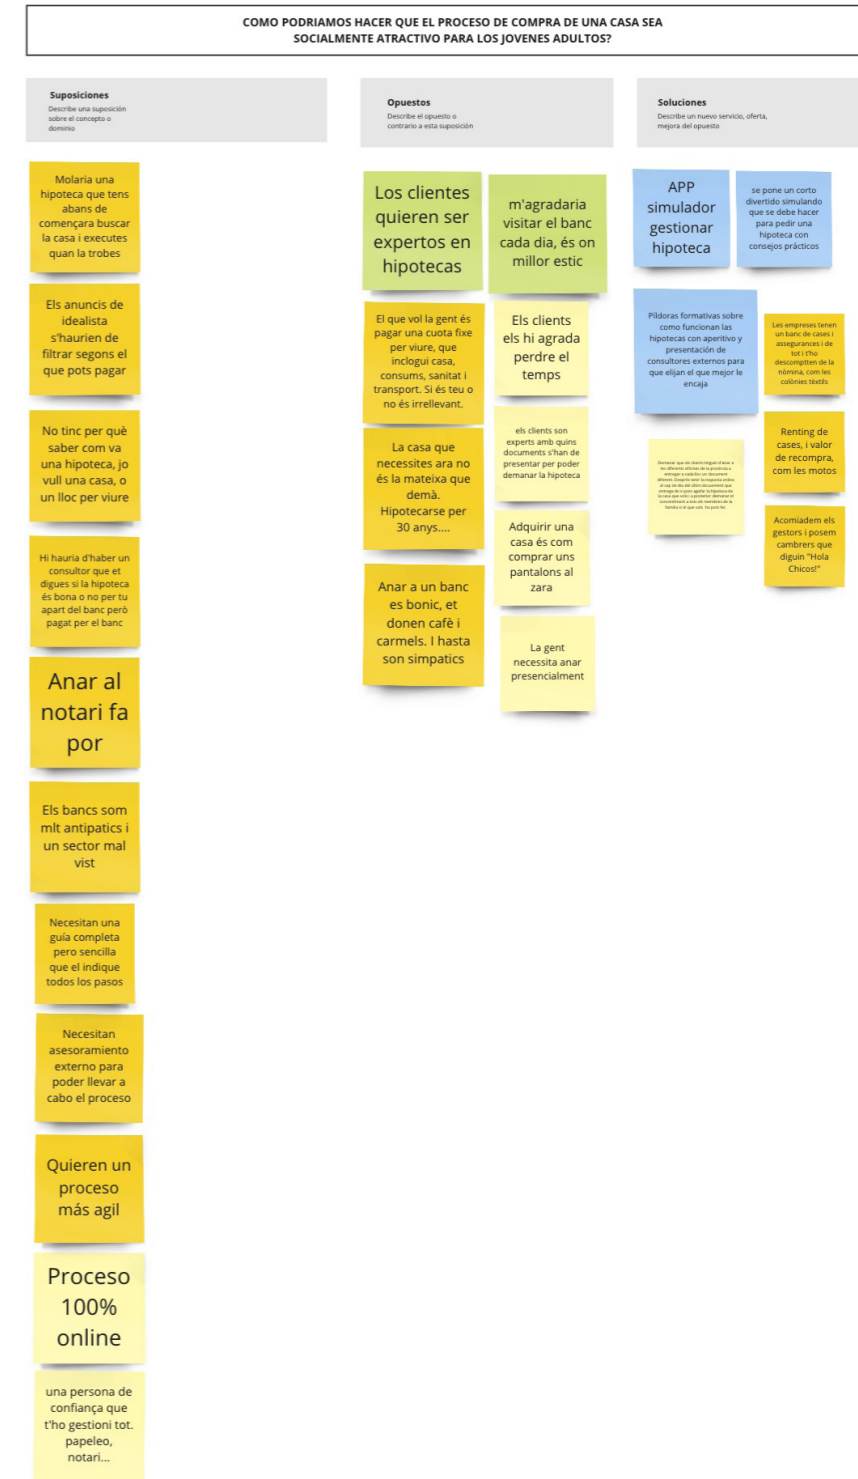 COMO PODRIAMOS HACER QUE EL PROCESO DE COMPRA DE UNA CASA SEA
SOCIALMENTE ATRACTIVO PARA LOS JOVENES ADULTOS?
Suposiciones
Describe una suposición
sobre el concepto o
dominio
Molaria una
hipoteca que tens
abans de
començara buscar
la casa i executes
quan la trobes
Els anuncis de
idealista
s'haurien de
filtrar segons el
que pots pagar
No tinc per què
saber com va
una hipoteca, jo
vull una casa, o
un lloc per viure
Hi hauria d'haber un
consultor que et
digues si la hipoteca
és bona o no per tu
apart del banc però
pagat per el banc
Anar al
notari fa
por
Els bancs som
mlt antipatics i
un sector mal
vist
Necesitan una
guía completa
pero sencilla
que el indique
todos los pasos
Necesitan
asesoramiento
externo para
poder llevar a
cabo el proceso
Quieren un
proceso
más agil
Proceso
100%
online
una persona de
confiança que
t'ho gestioni tot.
papeleo,
notari...
Opuestos
Describe el opuesto o
contrario a esta suposición
Los clientes
quieren ser
expertos en
hipotecas
m'agradaria
visitar el banc
cada dia, és on
millor estic
El que vol la gent és
pagar una cuota fixe
per viure, que
inclogui casa,
consums, sanitat i
transport. Si és teu o
no és irrellevant.
Els clients
els hi agrada
perdre el
temps
La casa que
necessites ara no
és la mateixa que
demà.
Hipotecarse per
30 anys....
els clients son
experts amb quins
documents s'han de
presentar per poder
demanar la hipoteca
Adquirir una
casa és com
comprar uns
pantalons al
zara
Anar a un banc
es bonic, et
donen cafè i
carmels. I hasta
son simpatics
La gent
necessita anar
presencialment
Soluciones
Describe un nuevo servicio, oferta,
mejora del opuesto
APP
simulador
gestionar
hipoteca
se pone un corto
divertido simulando
que se debe hacer
para pedir una
hipoteca con
consejos prácticos
Píldoras formativas sobre
como funcionan las
hipotecas con aperitivo y
presentación de
consultores externos para
que elijan el que mejor le
encaja
Les empreses tenen
un banc de cases i
assegurances i de
tot i t'ho
descomptten de la
nòmina, com les
colònies tèxtils
Renting de
cases, i valor
de recompra,
com les motos
Acomiadem els
gestors i posem
cambrers que
diguin "Hola
Chicos!"